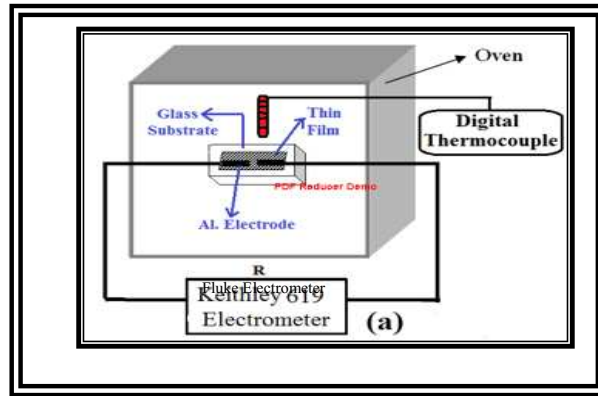 Oven
Glass
Substrate
Thin
Film
Digital
Thermocouple
PDF Reducer Demo
Al. Electrode
R
Fluke Electrometer
Keithley 619
Electrometer
(a)